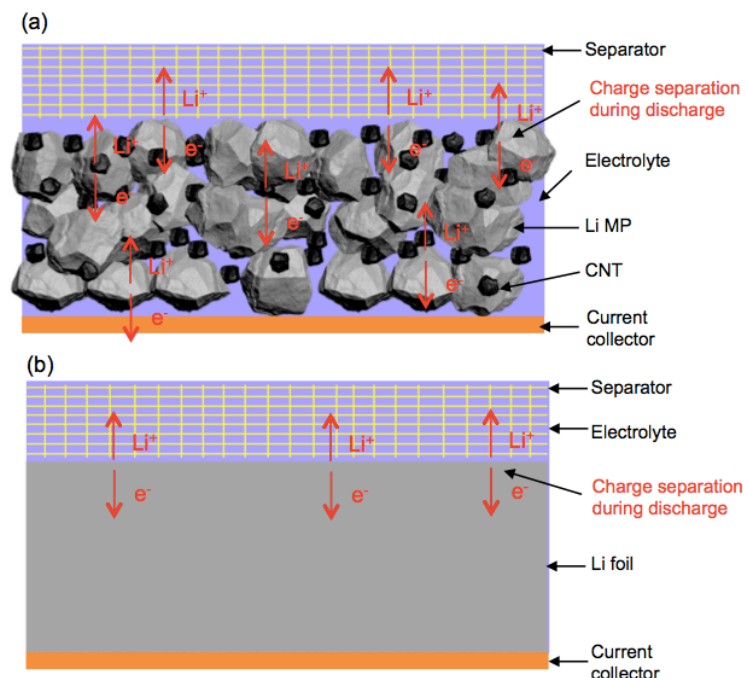 (a)
Separator
Li⁺
Li⁺
Li⁺
Charge separation
during discharge
Li⁺
e⁻
Li⁺
e⁻
Electrolyte
e⁻
e⁻
Li MP
Li⁺
Li⁺
CNT
e⁻
e⁻
Current
collector
(b)
Separator
Electrolyte
Li⁺
Li⁺
Li⁺
e⁻
e⁻
e⁻
Charge separation
during discharge
Li foil
Current
collector